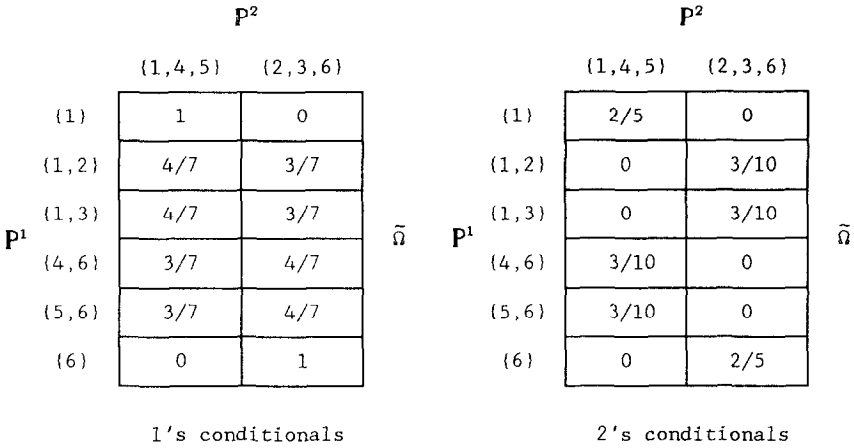 P² P²
{1,4,5} {2,3,6} {1,4,5} {2,3,6}
{1} 1 0 {1} 2/5 0
{1,2} 4/7 3/7 {1,2} 0 3/10
{1,3} 4/7 3/7 {1,3} 0 3/10
P¹ Ω̃ P¹ Ω̃
{4,6} 3/7 4/7 {4,6} 3/10 0
{5,6} 3/7 4/7 {5,6} 3/10 0
{6} 0 1 {6} 0 2/5
1's conditionals 2's conditionals